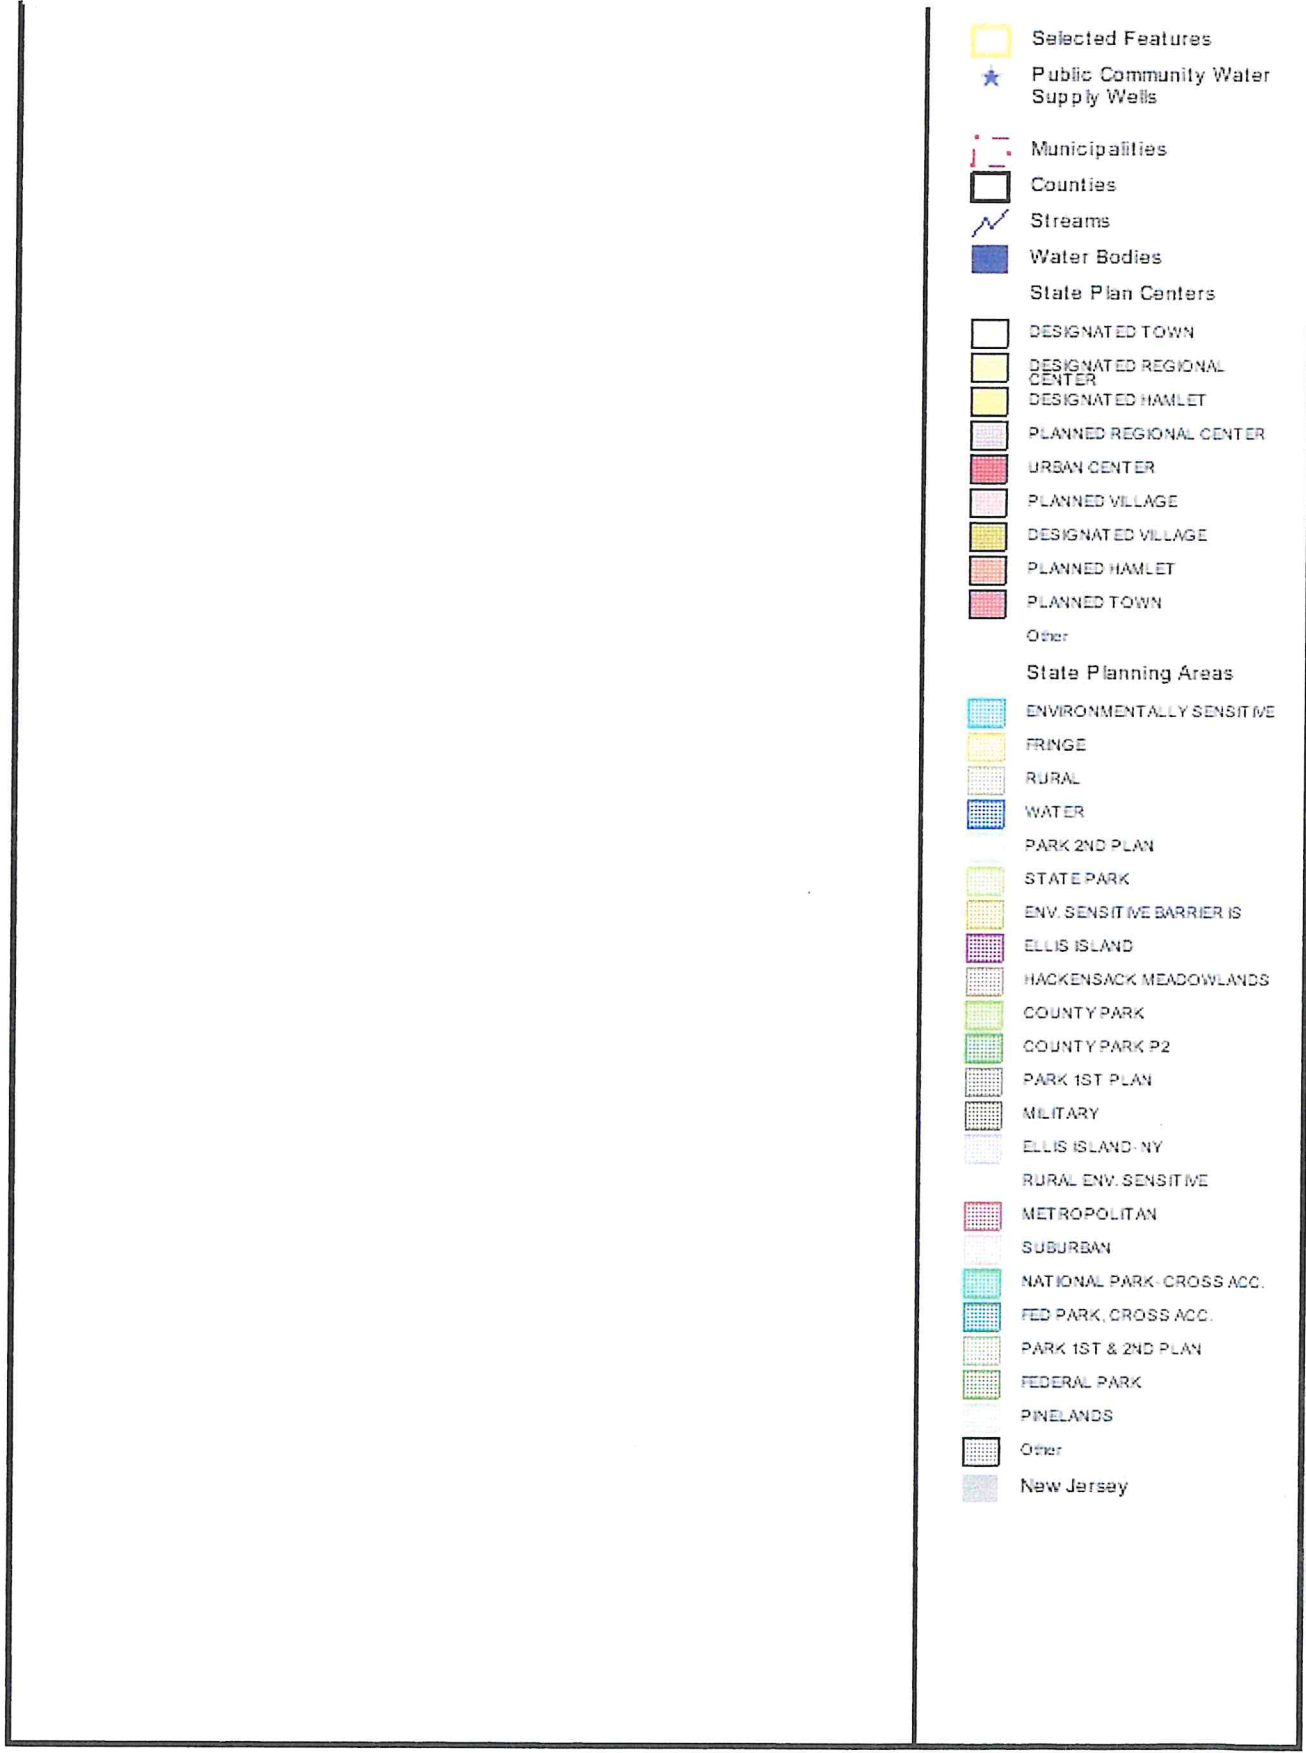 Selected Features
Public Community Water
Supply Wells
Municipalities
Counties
Streams
Water Bodies
State Plan Centers
DESIGNATED TOWN
DESIGNATED REGIONAL
CENTER
DESIGNATED HAMLET
PLANNED REGIONAL CENTER
URBAN CENTER
PLANNED VILLAGE
DESIGNATED VILLAGE
PLANNED HAMLET
PLANNED TOWN
Other
State Planning Areas
ENVIRONMENTALLY SENSITIVE
FRINGE
RURAL
WATER
PARK 2ND PLAN
STATE PARK
ENV. SENSITIVE BARRIER IS
ELLIS ISLAND
HACKENSACK MEADOWLANDS
COUNTY PARK
COUNTY PARK P2
PARK 1ST PLAN
MILITARY
ELLIS ISLAND-NY
RURAL ENV. SENSITIVE
METROPOLITAN
SUBURBAN
NATIONAL PARK-CROSS ACC.
FED PARK, CROSS ACC.
PARK 1ST & 2ND PLAN
FEDERAL PARK
PINELANDS
Other
New Jersey